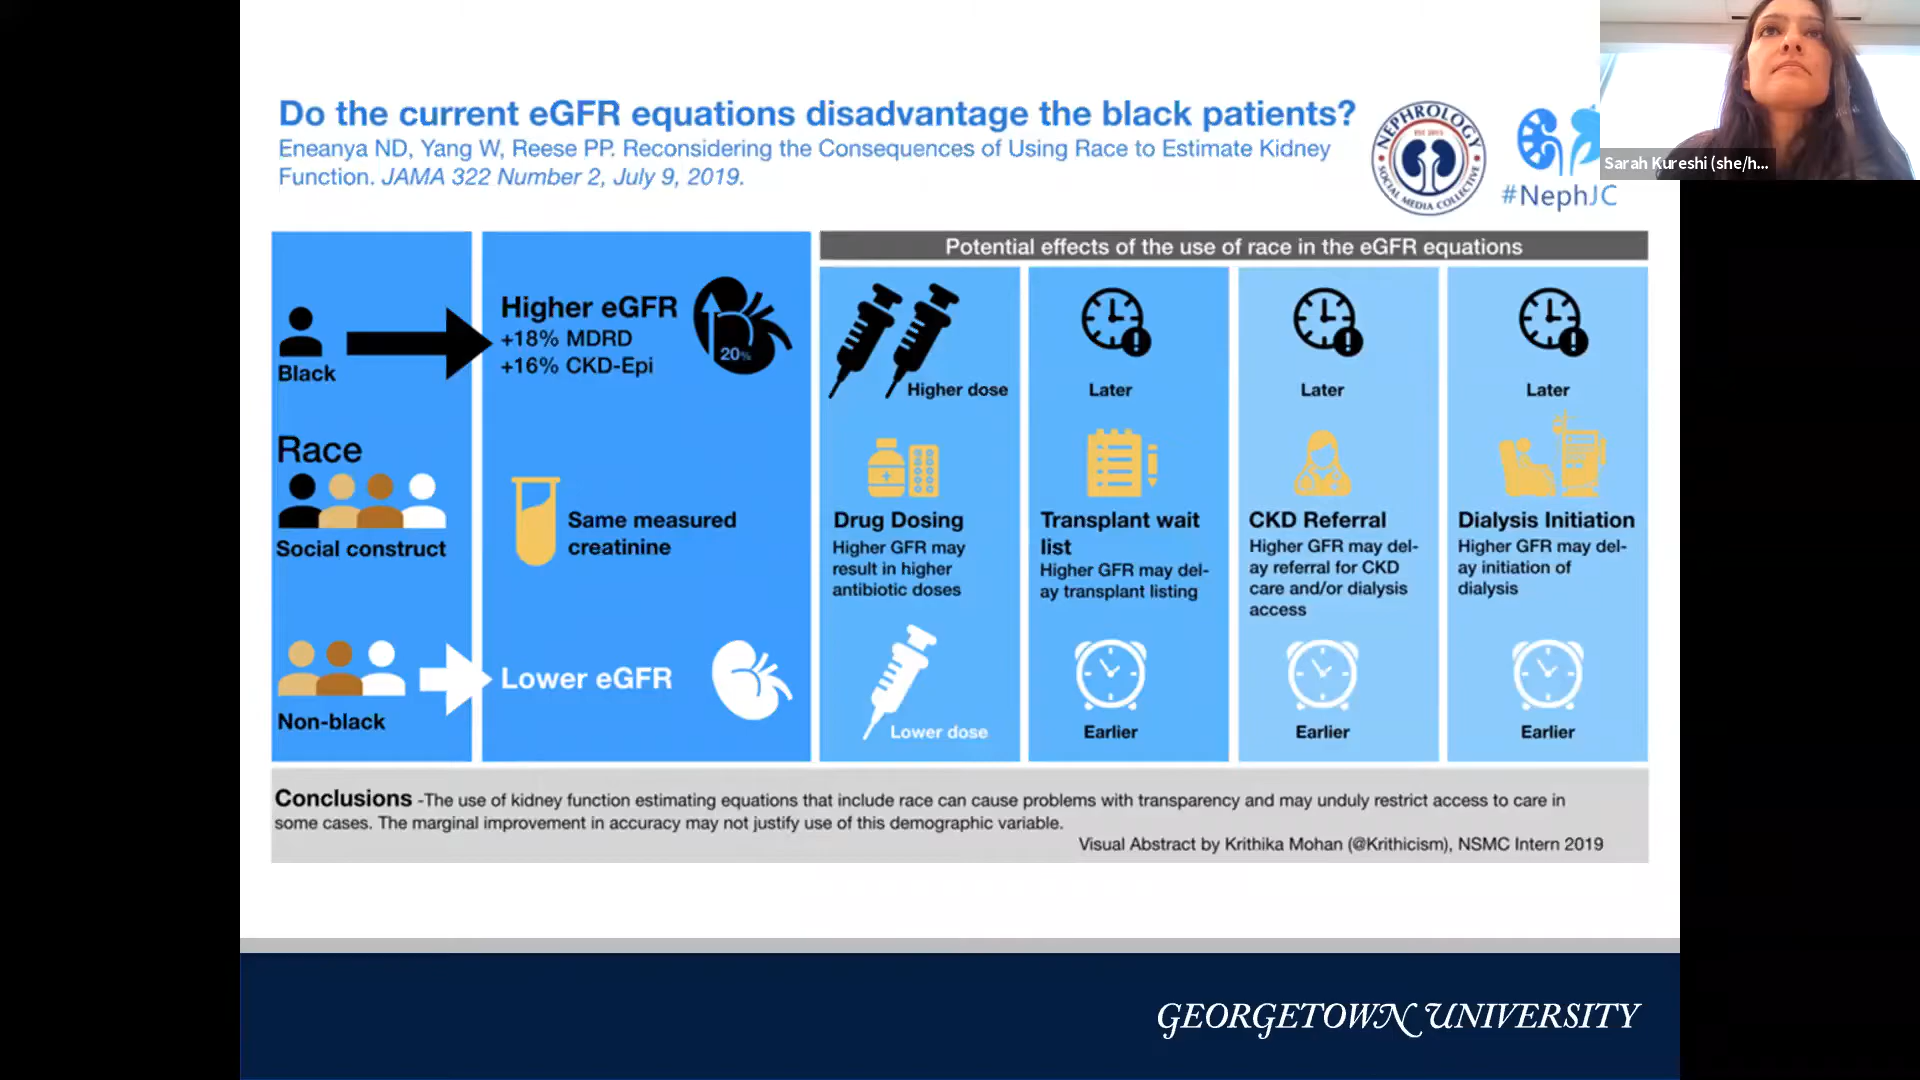 Do the current eGFR equations disadvantage the black patients?
Eneanya ND, Yang W, Reese PP. Reconsidering the Consequences of Using Race to Estimate Kidney
Function. JAMA 322 Number 2, July 9, 2019.
NEPHROLOGY
SOCIAL MEDIA COLLECTIVE
#NephJC
Sarah Kureshi (she/h...
Potential effects of the use of race in the eGFR equations
Black
Higher eGFR
+18% MDRD
+16% CKD-Epi
20%
Higher dose
Later
Later
Later
Race
Social construct
Same measured
creatinine
Drug Dosing
Higher GFR may
result in higher
antibiotic doses
Transplant wait
list
Higher GFR may del-
ay transplant listing
CKD Referral
Higher GFR may del-
ay referral for CKD
care and/or dialysis
access
Dialysis Initiation
Higher GFR may del-
ay initiation of
dialysis
Non-black
Lower eGFR
Lower dose
Earlier
Earlier
Earlier
Conclusions -The use of kidney function estimating equations that include race can cause problems with transparency and may unduly restrict access to care in
some cases. The marginal improvement in accuracy may not justify use of this demographic variable.
Visual Abstract by Krithika Mohan (@Krithicism), NSMC Intern 2019
GEORGETOWN UNIVERSITY